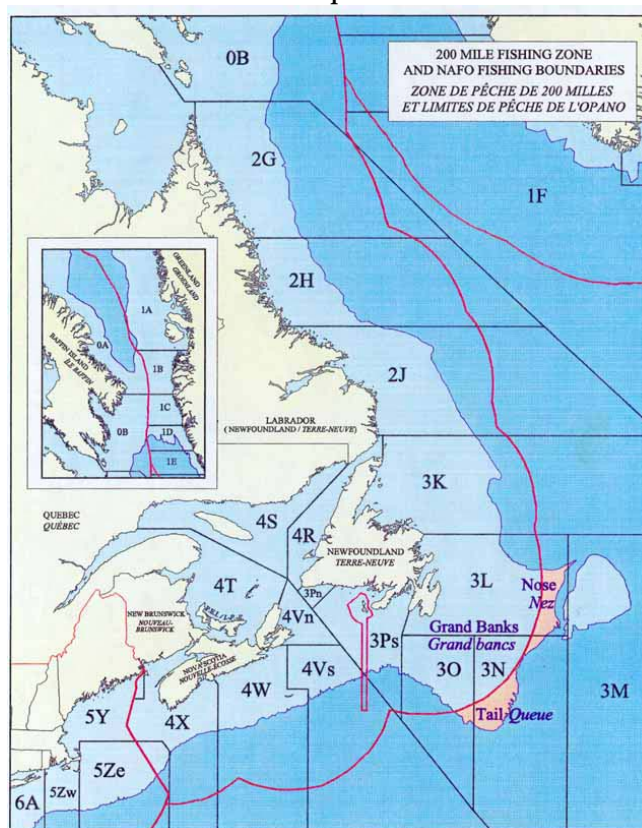 200 MILE FISHING ZONE
AND NAFO FISHING BOUNDARIES
ZONE DE PÊCHE DE 200 MILLES
ET LIMITES DE PÊCHE DE L'OPANO
0B
2G
1F
2H
GREENLAND
GROENLAND
1A
0A
BAFFIN ISLAND
ÎLE BAFFIN
1B
1C
0B
1D
1E
2J
LABRADOR
( NEWFOUNDLAND / TERRE-NEUVE )
3K
QUEBEC
QUÉBEC
4S
4R
NEWFOUNDLAND
TERRE-NEUVE
3L
Nose
Nez
4T
3Pn
P.E.I./I.-P.-É.
NEW BRUNSWICK
NOUVEAU-
BRUNSWICK
4Vn
3Ps
Grand Banks
Grand bancs
NOVA SCOTIA
NOUVELLE-ÉCOSSE
4W
4Vs
3O
3N
3M
5Y
4X
Tail-Queue
5Ze
5Zw
6A